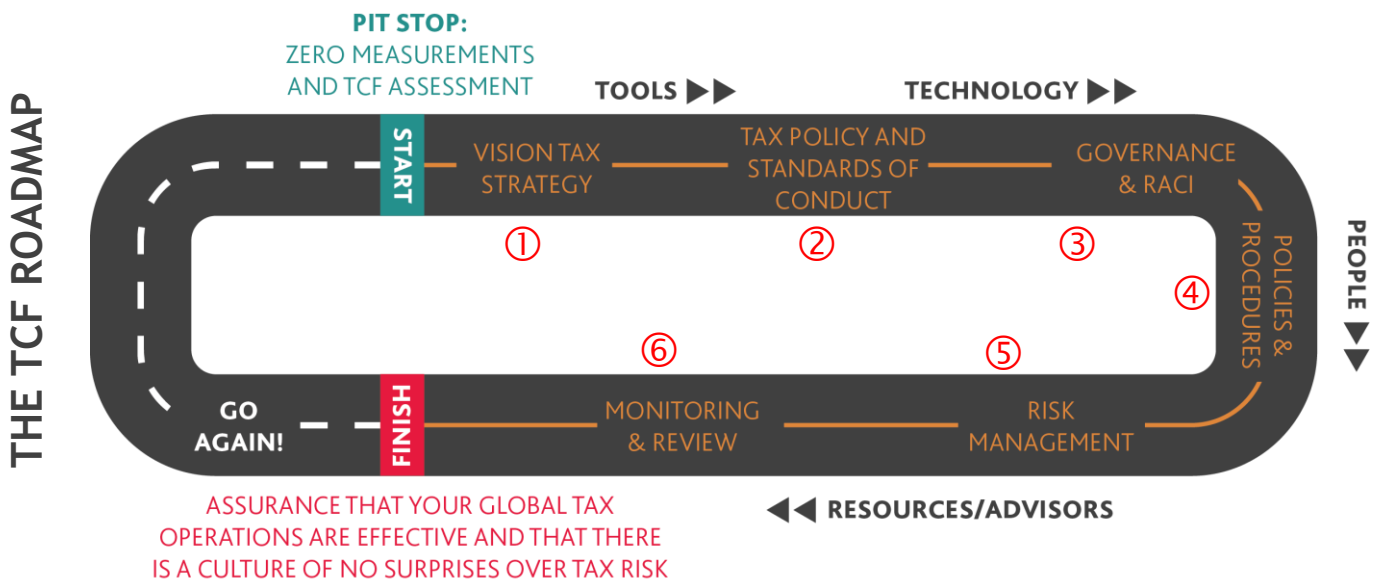 THE TCF ROADMAP
PIT STOP:
ZERO MEASUREMENTS
AND TCF ASSESSMENT
TOOLS ▶▶
TECHNOLOGY ▶▶
START
VISION TAX
STRATEGY
TAX POLICY AND
STANDARDS OF
CONDUCT
GOVERNANCE
& RACI
①
②
③
④
POLICIES &
PROCEDURES
PEOPLE ▶▶
⑥
⑤
GO
AGAIN!
FINISH
MONITORING
& REVIEW
RISK
MANAGEMENT
ASSURANCE THAT YOUR GLOBAL TAX
OPERATIONS ARE EFFECTIVE AND THAT THERE
IS A CULTURE OF NO SURPRISES OVER TAX RISK
◀◀ RESOURCES/ADVISORS